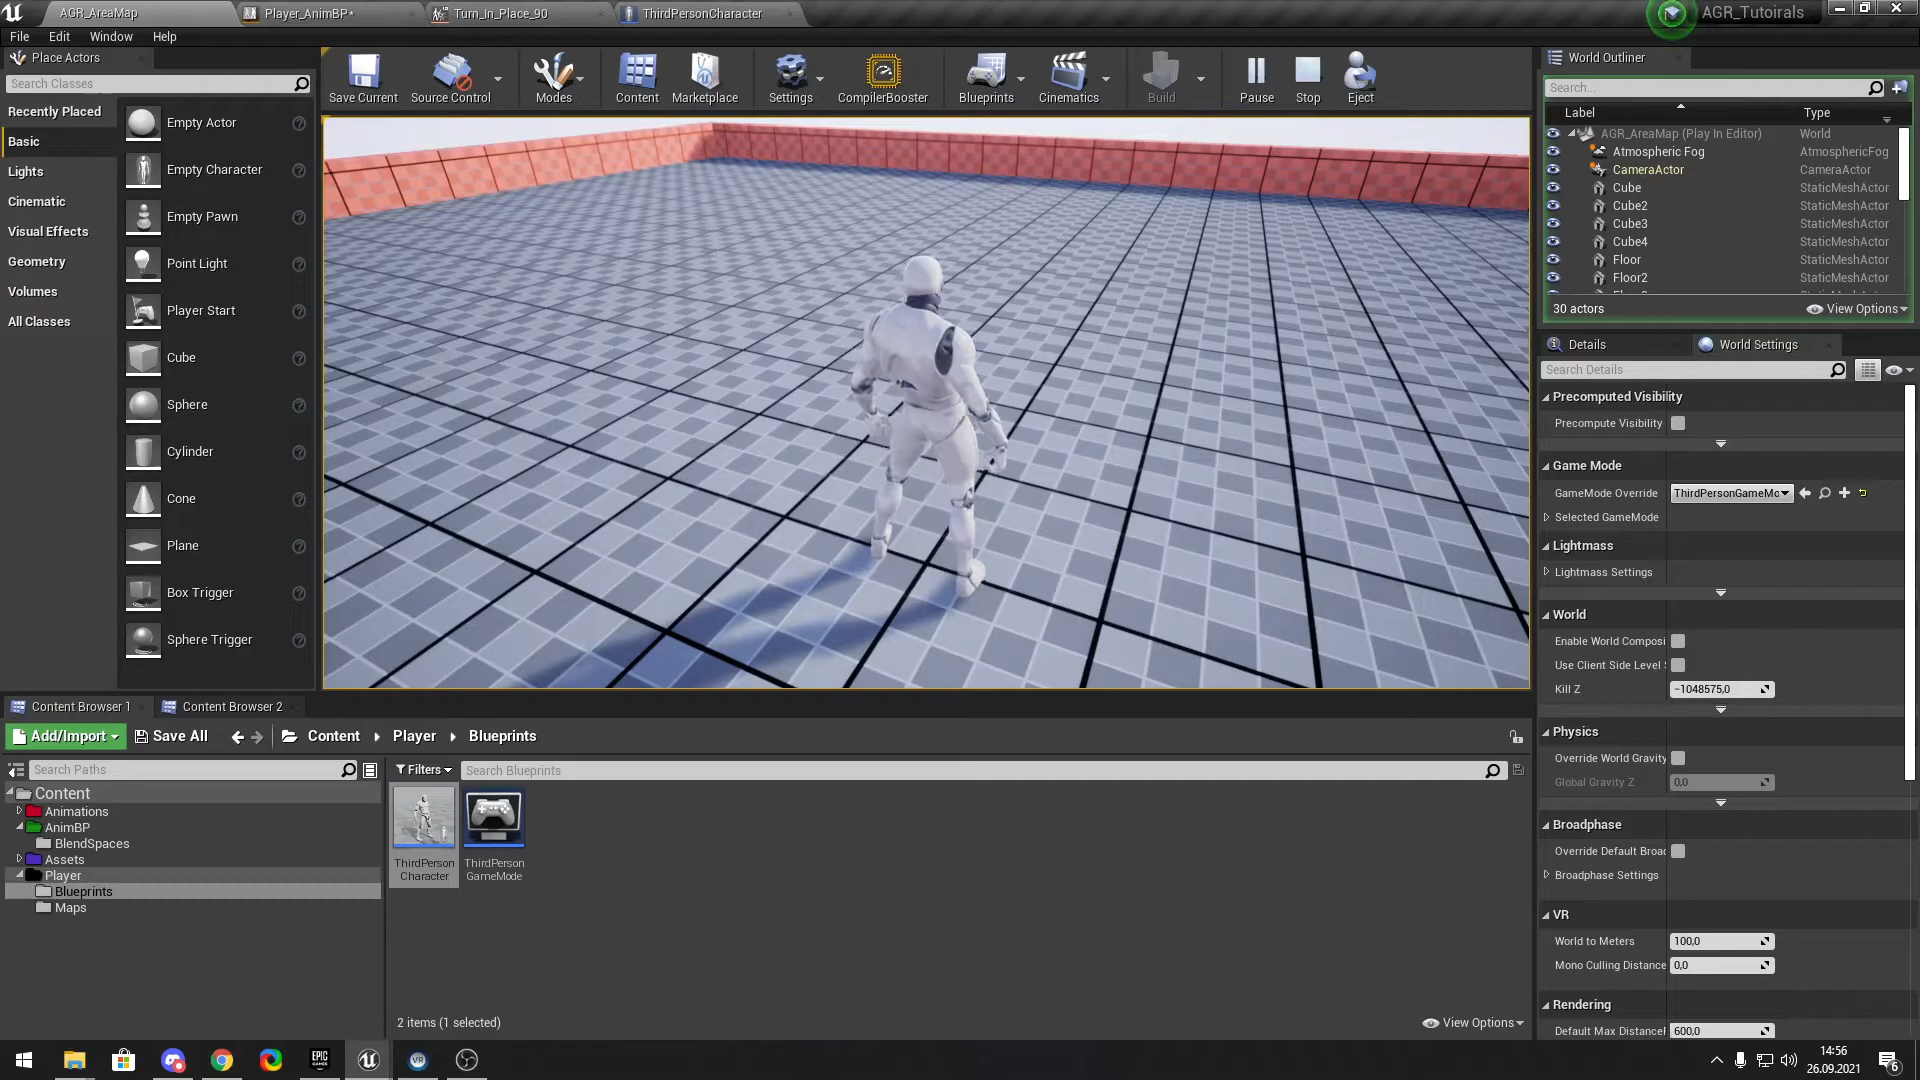 AGR_AreaMap
Player_AnimBP*
Turn_In_Place_90
ThirdPersonCharacter
AGR_Tutoirals
File Edit Window Help
Place Actors
Search Classes
Recently Placed
Basic
Lights
Cinematic
Visual Effects
Geometry
Volumes
All Classes
Empty Actor
Empty Character
Empty Pawn
Point Light
Player Start
Cube
Sphere
Cylinder
Cone
Plane
Box Trigger
Sphere Trigger
Save Current
Source Control
Modes
Content
Marketplace
Settings
CompilerBooster
Blueprints
Cinematics
Build
Pause
Stop
Eject
World Outliner
Search...
Label Type
AGR_AreaMap (Play In Editor) World
Atmospheric Fog AtmosphericFog
CameraActor CameraActor
Cube StaticMeshActor
Cube2 StaticMeshActor
Cube3 StaticMeshActor
Cube4 StaticMeshActor
Floor StaticMeshActor
Floor2 StaticMeshActor
30 actors View Options
Details
World Settings
Search Details
Precomputed Visibility
Precompute Visibility
Game Mode
GameMode Override ThirdPersonGameMo
Selected GameMode
Lightmass
Lightmass Settings
World
Enable World Composi
Use Client Side Level
Kill Z -1048575,0
Physics
Override World Gravity
Global Gravity Z 0,0
Broadphase
Override Default Broad
Broadphase Settings
VR
World to Meters 100,0
Mono Culling Distance 0,0
Rendering
Default Max DistanceF 600,0
Content Browser 1
Content Browser 2
Add/Import Save All Content Player Blueprints
Search Paths
Filters Search Blueprints
Content
Animations
AnimBP
BlendSpaces
Assets
Player
Blueprints
Maps
ThirdPerson
Character
ThirdPerson
GameMode
2 items (1 selected)
View Options
EPIC
GAMES
14:56
26.09.2021
6